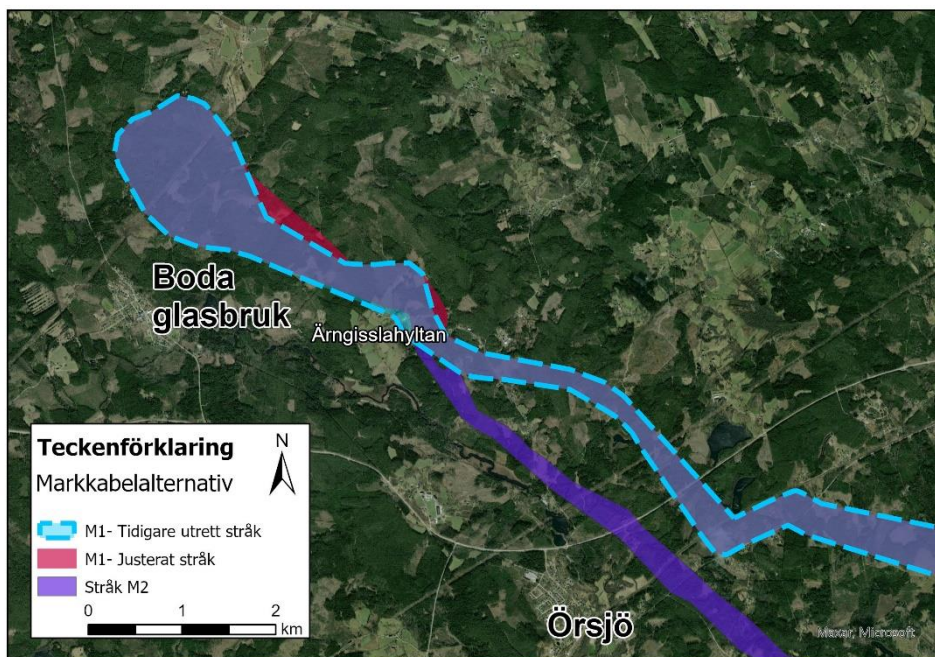 Boda
glasbruk
Ärngisslahyltan
Teckenförklaring
N
Markkabelalternativ
M1- Tidigare utrett stråk
M1- Justerat stråk
Stråk M2
0 1 2
km
Örsjö
Maxar, Microsoft